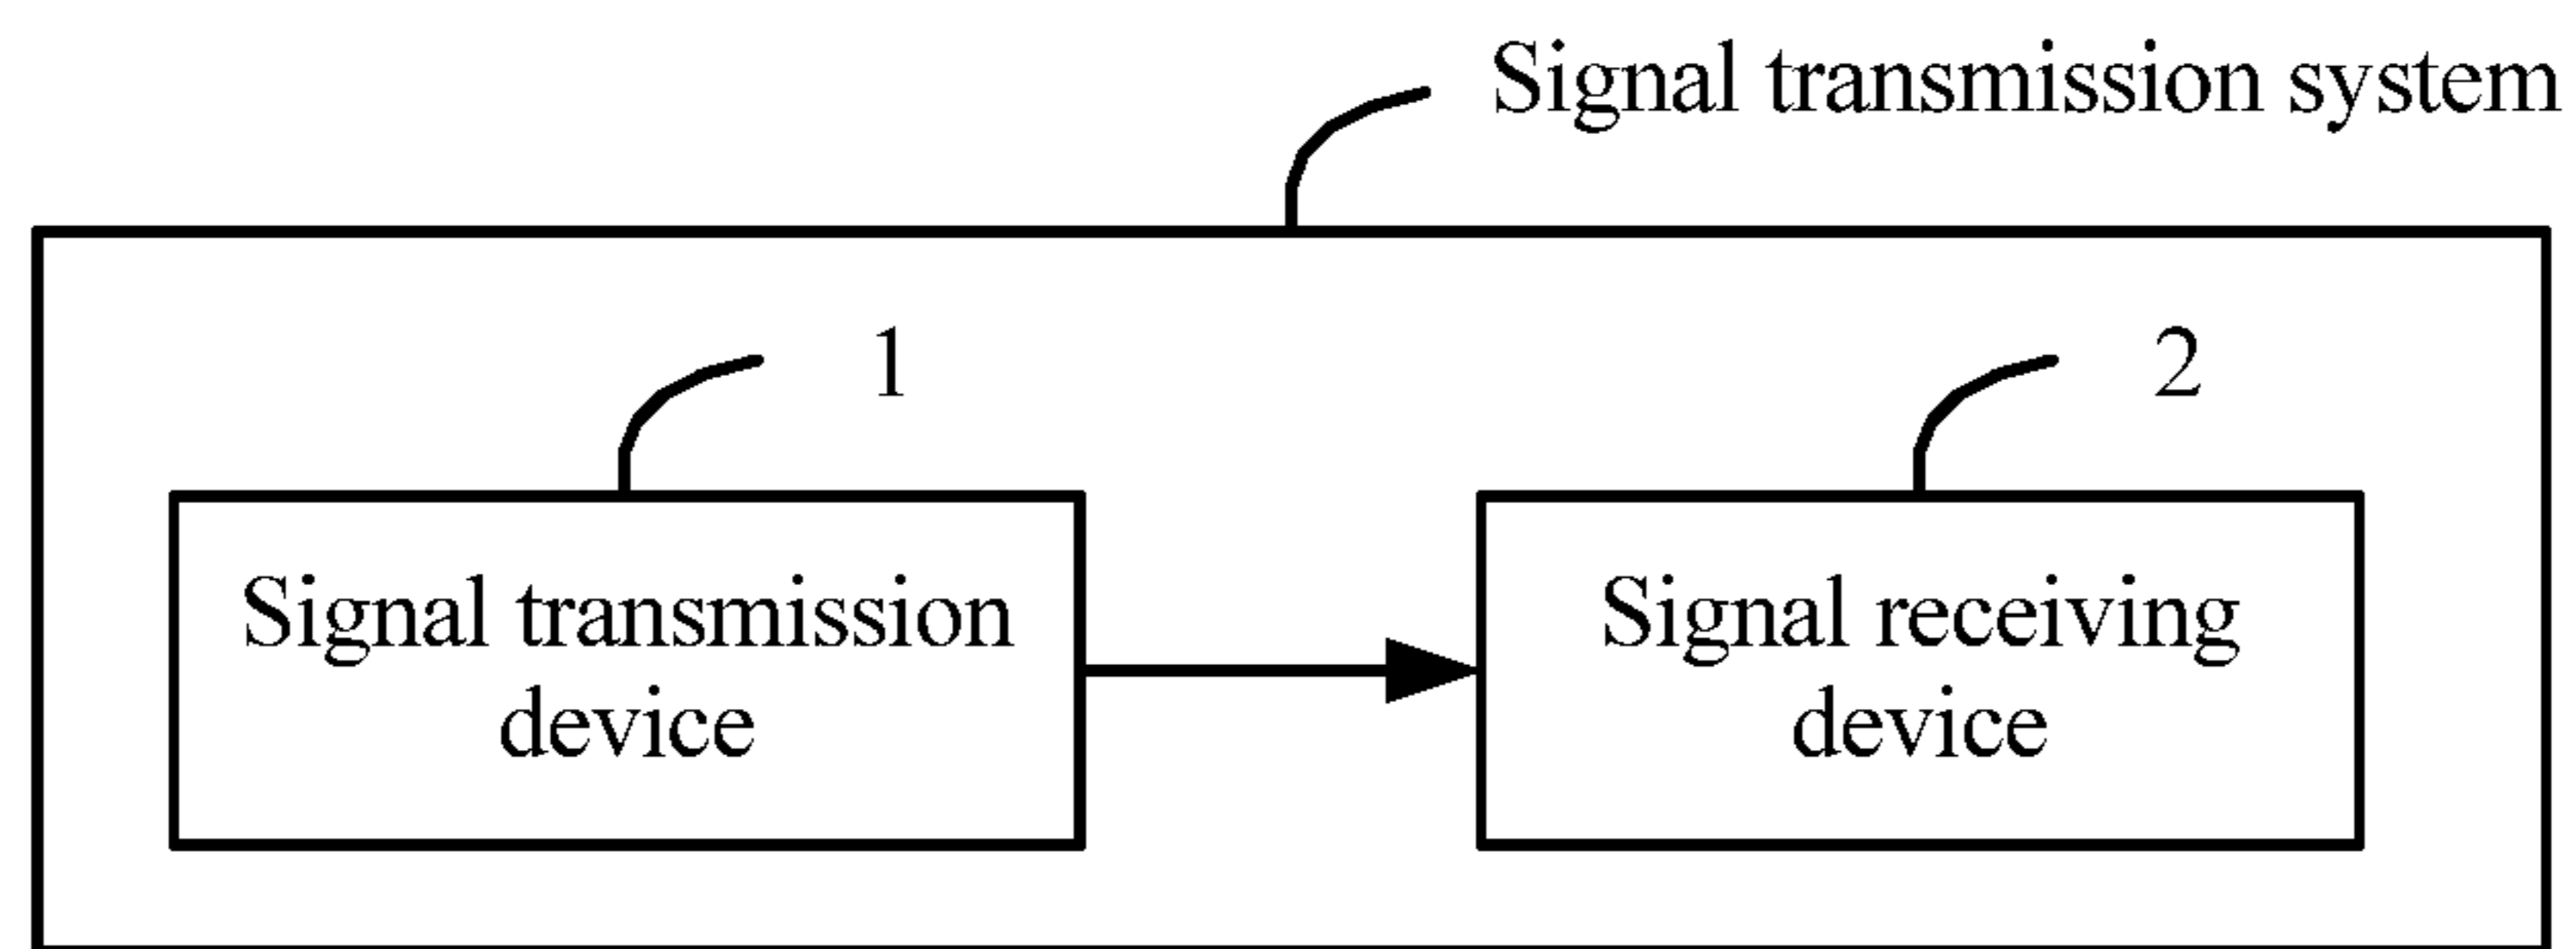 Signal transmission system
1
2
Signal transmission
device
Signal receiving
device